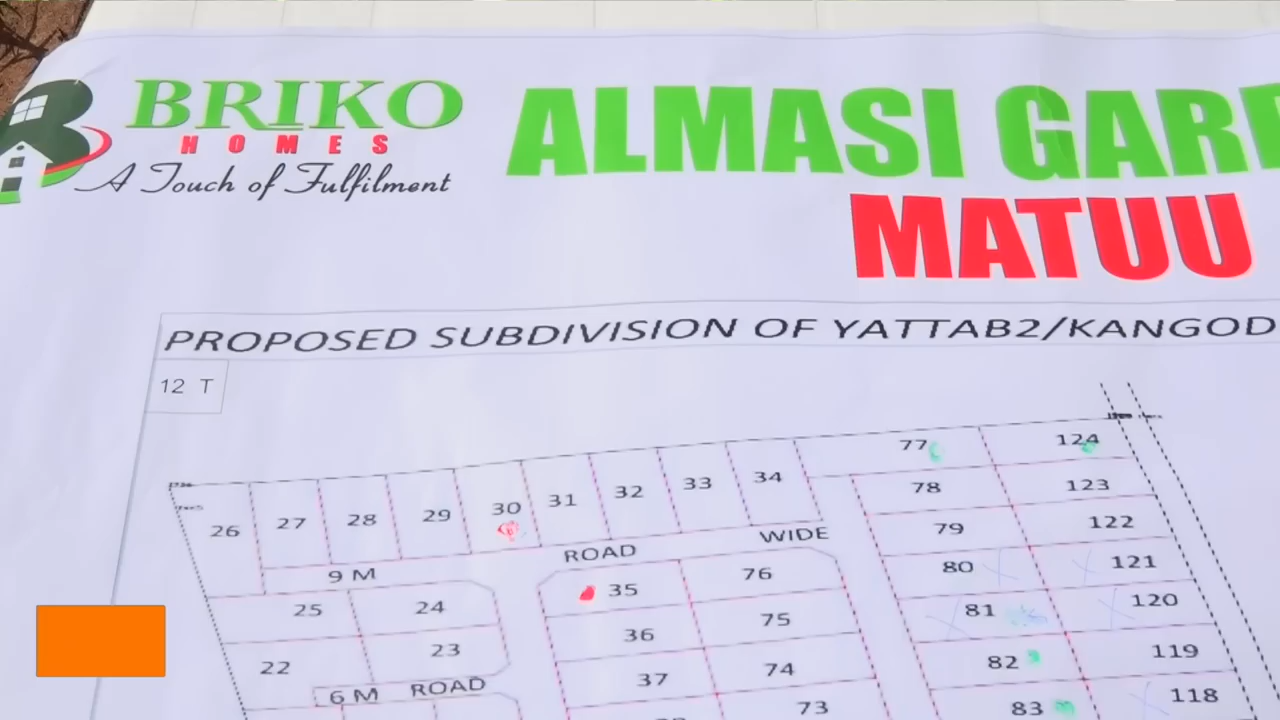 BRIKO
HOMES
A Touch of Fulfilment
ALMASI
MATUU
PROPOSED SUBDIVISION OF YATTAB2/KANGOD
12 T
77 124
78 123
34
33
32
31
30
29
28
27
26
79 122
ROAD WIDE
9 M
80 121
35 76
25 24
81 120
36 75
23
22
82 119
37 74
6 M ROAD
83 118
73